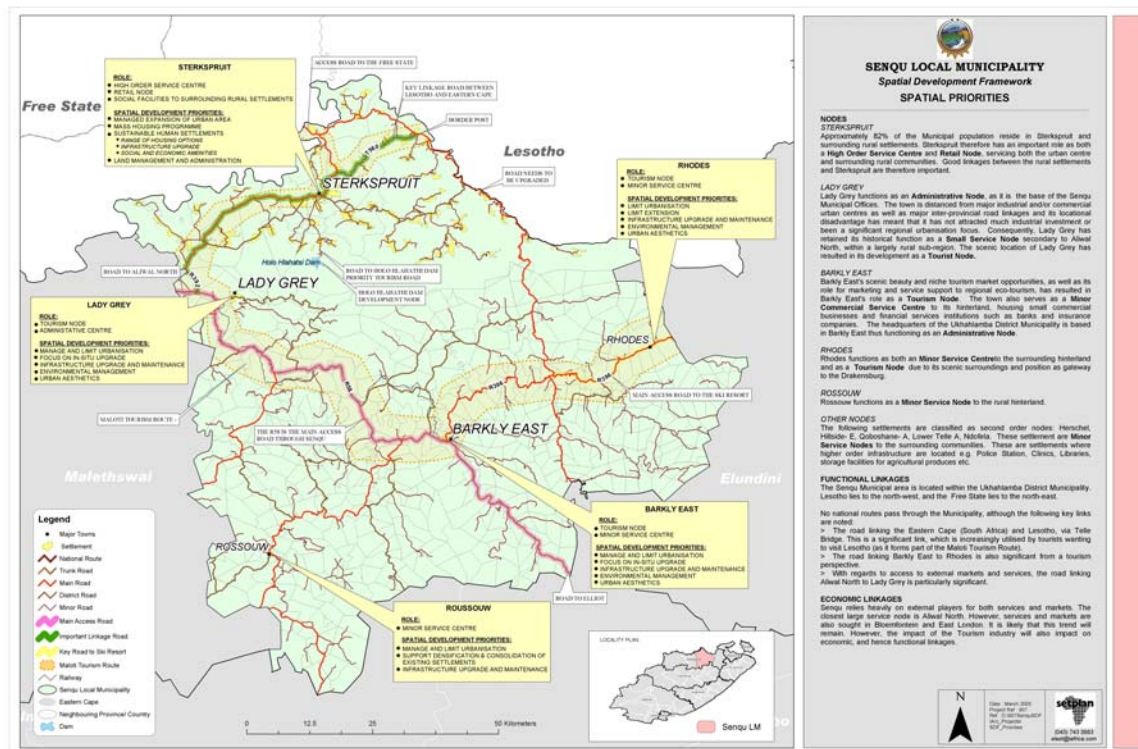 Free State
Lesotho
Malethswai
Elundini
STERKSPRUIT
ROLE:
HIGH ORDER SERVICE CENTRE
RETAIL NODE
SOCIAL FACILITIES TO SURROUNDING RURAL SETTLEMENTS
SPATIAL DEVELOPMENT PRIORITIES:
MANAGED EXPANSION OF URBAN AREA
MASS HOUSING PROGRAMME
SUSTAINABLE HUMAN SETTLEMENTS
RANGE OF HOUSING OPTIONS
INFRASTRUCTURE UPGRADE
SOCIAL AND ECONOMIC AMENITIES
LAND MANAGEMENT AND ADMINISTRATION
ACCESS ROAD TO THE FREE STATE
KEY LINKAGE ROAD BETWEEN
LESOTHO AND EASTERN CAPE
BORDER POST
ROAD NEEDS TO
BE UPGRADED
RHODES
ROLE:
TOURISM NODE
MINOR SERVICE CENTRE
SPATIAL DEVELOPMENT PRIORITIES:
LIMIT URBANISATION
LIMIT EXTENSION
INFRASTRUCTURE UPGRADE AND MAINTENANCE
ENVIRONMENTAL MANAGEMENT
URBAN AESTHETICS
STERKSPRUIT
ROAD TO ALIWAL NORTH
Holo Hlahatsi Dam
ROAD TO HOLO HLAHATHI DAM
PRIORITY TOURISM ROAD
HOLO HLAHATHI DAM
DEVELOPMENT NODE
LADY GREY
LADY GREY
ROLE:
TOURISM NODE
ADMINISTATIVE CENTRE
SPATIAL DEVELOPMENT PRIORITIES:
MANAGE AND LIMIT URBANISATION
FOCUS ON IN-SITU UPGRADE
INFRASTRUCTURE UPGRADE AND MAINTENANCE
ENVIRONMENTAL MANAGEMENT
URBAN AESTHETICS
RHODES
R396
R396
R58
MAIN ACCESS ROAD TO THE SKI RESORT
MALOTI TOURISM ROUTE -
THE R58 IS THE MAIN ACCESS
ROAD THROUGH SENQU
BARKLY EAST
BARKLY EAST
ROLE:
TOURISM NODE
MINOR SERVICE CENTRE
SPATIAL DEVELOPMENT PRIORITIES:
MANAGE AND LIMIT URBANISATION
FOCUS ON IN-SITU UPGRADE
INFRASTRUCTURE UPGRADE AND MAINTENANCE
ENVIRONMENTAL MANAGEMENT
URBAN AESTHETICS
ROSSOUW
ROAD TO ELLIOT
ROUSSOUW
ROLE:
MINOR SERVICE CENTRE
SPATIAL DEVELOPMENT PRIORITIES:
MANAGE AND LIMIT URBANISATION
SUPPORT DENSIFICATION & CONSOLIDATION OF
EXISTING SETTLEMENTS
INFRASTRUCTURE UPGRADE AND MAINTENANCE
Legend
Major Towns
Settlement
National Route
Trunk Road
Main Road
District Road
Minor Road
Main Access Road
Important Linkage Road
Key Road to Ski Resort
Maloti Tourism Route
Railway
Senqu Local Municipality
Eastern Cape
Neighbouring Province/ Country
Dam
0 12.5 25 50 Kilometers
LOCALITY PLAN
Senqu LM
SENQU LOCAL MUNICIPALITY
Spatial Development Framework
SPATIAL PRIORITIES
NODES
STERKSPRUIT
Approximately 82% of the Municipal population reside in Sterkspruit and
surrounding rural settlements. Sterkspruit therefore has an important role as both
a High Order Service Centre and Retail Node, servicing both the urban centre
and surrounding rural communities. Good linkages between the rural settlements
and Sterkspruit are therefore important.
LADY GREY
Lady Grey functions as an Administrative Node, as it is the base of the Senqu
Municipal Offices. The town is distanced from major industrial and/or commercial
urban centres as well as major inter-provincial road linkages and its locational
disadvantage has meant that it has not attracted much industrial investment or
been a significant regional urbanisation focus. Consequently, Lady Grey has
retained its historical function as a Small Service Node secondary to Aliwal
North, within a largely rural sub-region. The scenic location of Lady Grey has
resulted in its development as a Tourist Node.
BARKLY EAST
Barkly East's scenic beauty and niche tourism market opportunities, as well as its
role for marketing and service support to regional eco-tourism, has resulted in
Barkly East's role as a Tourism Node. The town also serves as a Minor
Commercial Service Centre to its hinterland, housing small commercial
businesses and financial services institutions such as banks and insurance
companies. The headquarters of the Ukhahlamba District Municipality is based
in Barkly East thus functioning as an Administrative Node.
RHODES
Rhodes functions as both an Minor Service Centreto the surrounding hinterland
and as a Tourism Node due to its scenic surroundings and position as gateway
to the Drakensburg.
ROSSOUW
Rossouw functions as a Minor Service Node to the rural hinterland.
OTHER NODES
The following settlements are classified as second order nodes: Herschel,
Hillside- E, Qoboshane- A, Lower Telle A, Ndofela. These settlement are Minor
Service Nodes to the surrounding communities. These are settlements where
higher order infrastructure are located e.g. Police Station, Clinics, Libraries,
storage facilities for agricultural produces etc.
FUNCTIONAL LINKAGES
The Senqu Municipal area is located within the Ukhahlamba District Municipality.
Lesotho lies to the north-west, and the Free State lies to the north-east.
No national routes pass through the Municipality, although the following key links
are noted:
> The road linking the Eastern Cape (South Africa) and Lesotho, via Telle
Bridge. This is a significant link, which is increasingly utilised by tourists wanting
to visit Lesotho (as it forms part of the Maloti Tourism Route).
> The road linking Barkly East to Rhodes is also significant from a tourism
perspective.
> With regards to access to external markets and services, the road linking
Aliwal North to Lady Grey is particularly significant.
ECONOMIC LINKAGES
Senqu relies heavily on external players for both services and markets. The
closest large service node is Aliwal North. However, services and markets are
also sought in Bloemfontein and East London. It is likely that this trend will
remain. However, the impact of the Tourism industry will also impact on
economic, and hence functional linkages.
N
setplan
(043) 743 3883